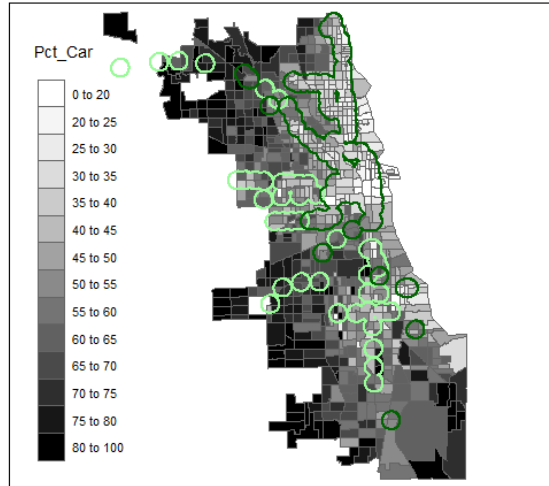 Pct_Car
0 to 20
20 to 25
25 to 30
30 to 35
35 to 40
40 to 45
45 to 50
50 to 55
55 to 60
60 to 65
65 to 70
70 to 75
75 to 80
80 to 100